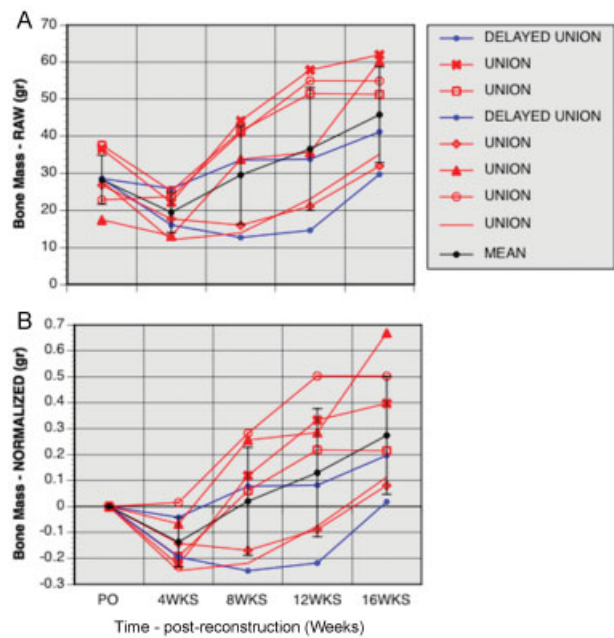 A
Bone Mass - RAW (gr)
70
60
50
40
30
20
10
0
DELAYED UNION
UNION
UNION
DELAYED UNION
UNION
UNION
UNION
UNION
MEAN
B
Bone Mass - NORMALIZED (gr)
0.7
0.6
0.5
0.4
0.3
0.2
0.1
0
-0.1
-0.2
-0.3
PO 4WKS 8WKS 12WKS 16WKS
Time - post-reconstruction (Weeks)